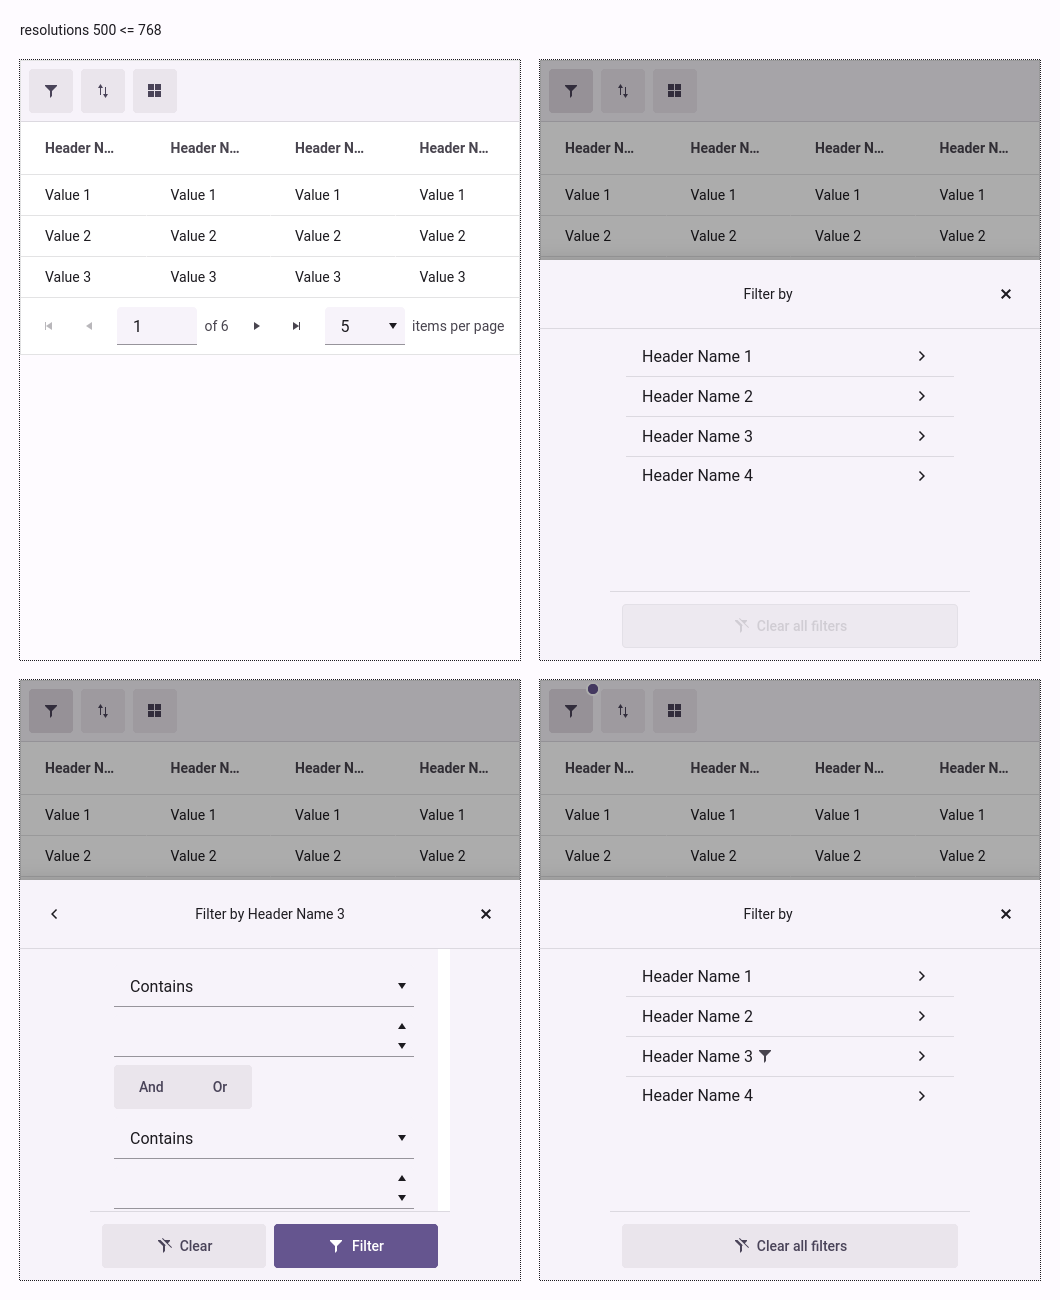 resolutions 500 <= 768
Header N... Header N... Header N... Header N...
Value 1 Value 1 Value 1 Value 1
Value 2 Value 2 Value 2 Value 2
Value 3 Value 3 Value 3 Value 3
1 of 6 5 items per page
Header N... Header N... Header N... Header N...
Value 1 Value 1 Value 1 Value 1
Value 2 Value 2 Value 2 Value 2
Filter by
Header Name 1
Header Name 2
Header Name 3
Header Name 4
Clear all filters
Header N... Header N... Header N... Header N...
Value 1 Value 1 Value 1 Value 1
Value 2 Value 2 Value 2 Value 2
Filter by Header Name 3
Contains
And Or
Contains
Clear Filter
Header N... Header N... Header N... Header N...
Value 1 Value 1 Value 1 Value 1
Value 2 Value 2 Value 2 Value 2
Filter by
Header Name 1
Header Name 2
Header Name 3
Header Name 4
Clear all filters